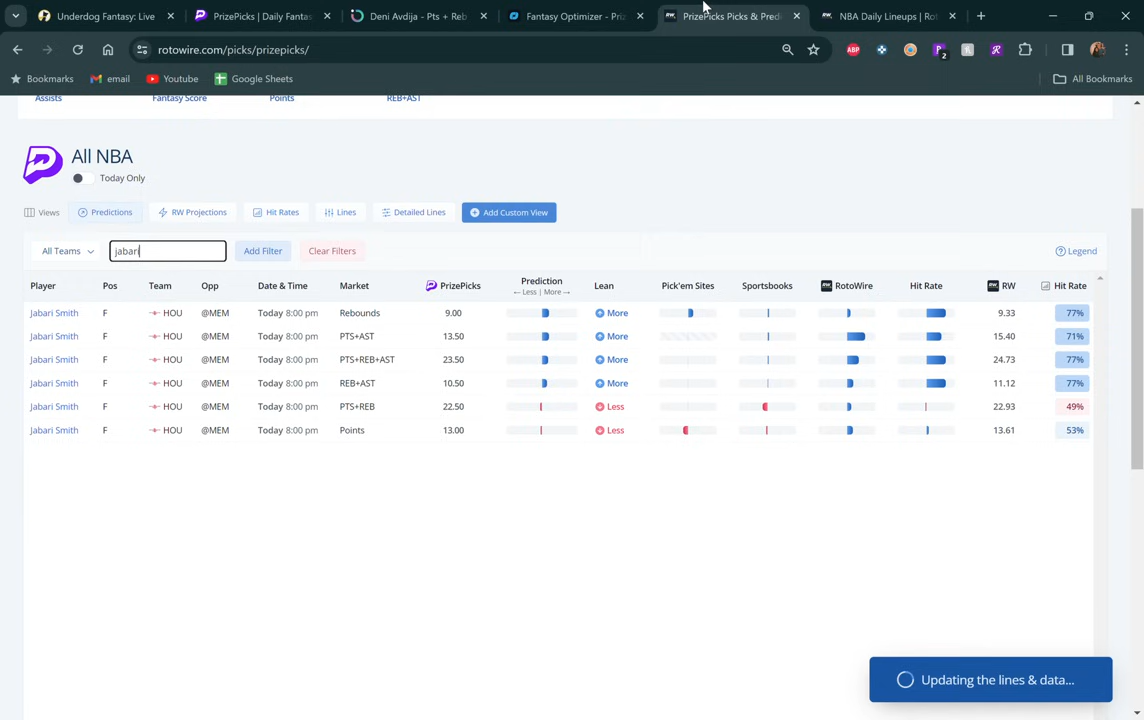 Underdog Fantasy: Live
PrizePicks | Daily Fantas
Deni Avdija - Pts + Reb
Fantasy Optimizer - Priz
PrizePicks Picks & Predi
NBA Daily Lineups | Rot
rotowire.com/picks/prizepicks/
ABP
2
Bookmarks
email
Youtube
Google Sheets
All Bookmarks
Assists
Fantasy Score
Points
REB+AST
All NBA
Today Only
Views
Predictions
RW Projections
Hit Rates
Lines
Detailed Lines
Add Custom View
All Teams
jabari
Add Filter
Clear Filters
Legend
Player Pos Team Opp Date & Time Market PrizePicks Prediction ← Less | More → Lean Pick'em Sites Sportsbooks RW RotoWire Hit Rate RW RW Hit Rate
Jabari Smith F HOU @MEM Today 8:00 pm Rebounds 9.00 More 9.33 77%
Jabari Smith F HOU @MEM Today 8:00 pm PTS+AST 13.50 More 15.40 71%
Jabari Smith F HOU @MEM Today 8:00 pm PTS+REB+AST 23.50 More 24.73 77%
Jabari Smith F HOU @MEM Today 8:00 pm REB+AST 10.50 More 11.12 77%
Jabari Smith F HOU @MEM Today 8:00 pm PTS+REB 22.50 Less 22.93 49%
Jabari Smith F HOU @MEM Today 8:00 pm Points 13.00 Less 13.61 53%
Updating the lines & data...